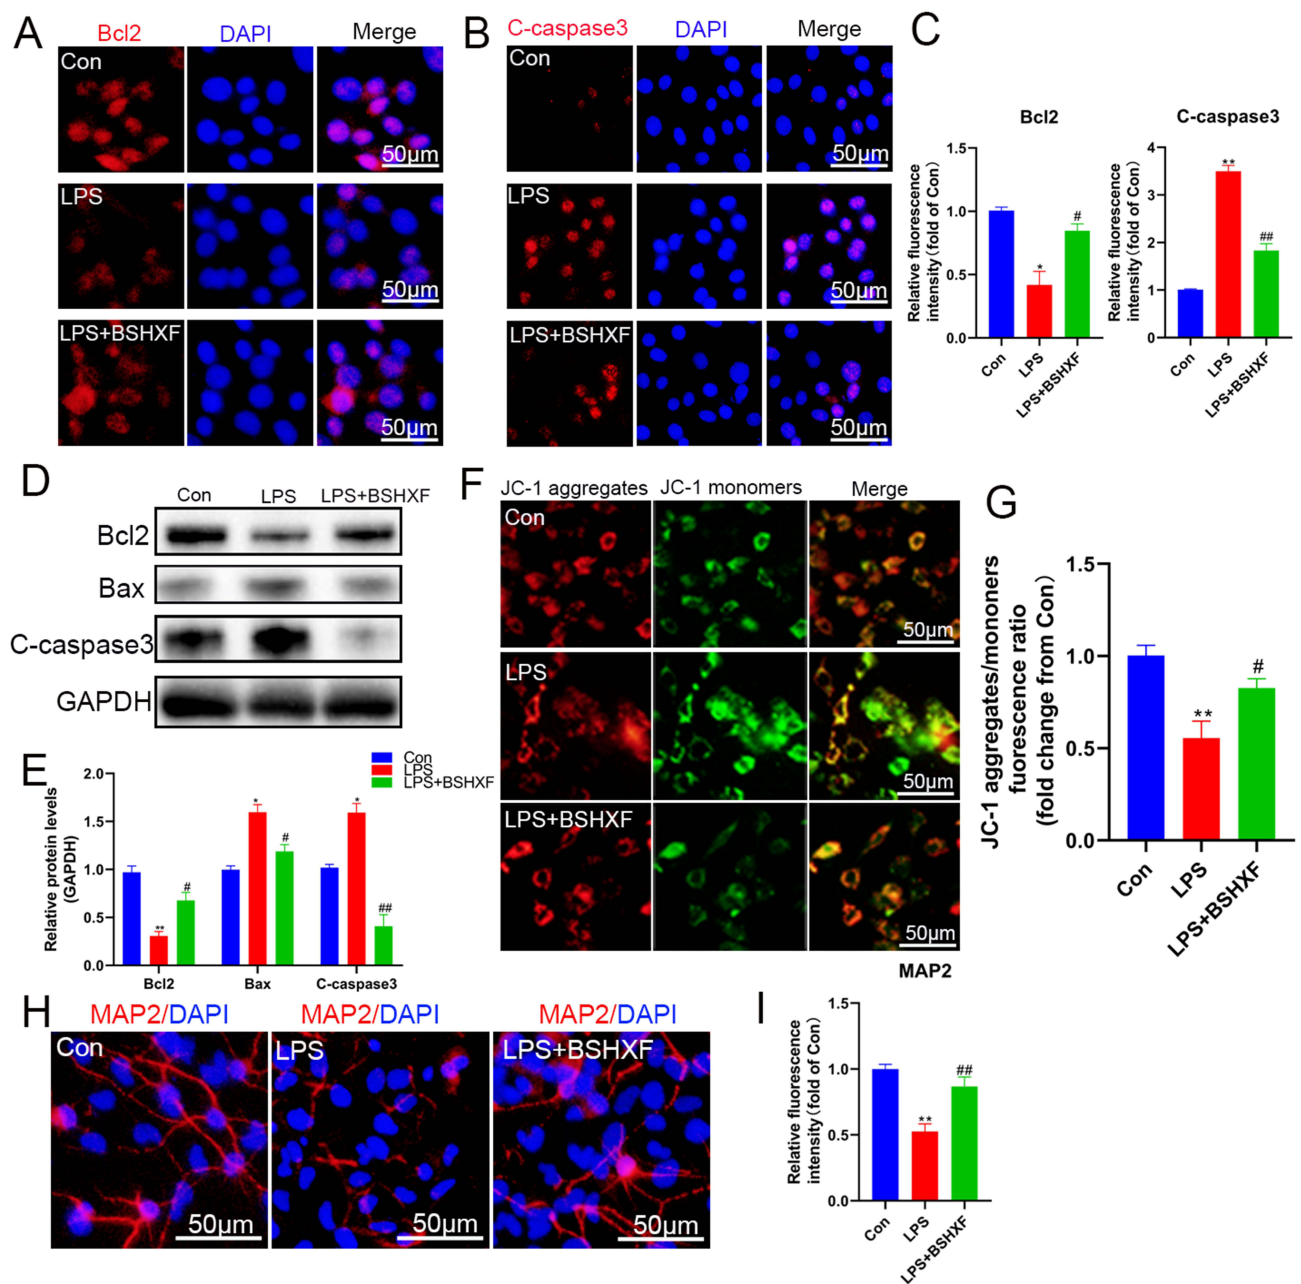 A
Bcl2
DAPI
Merge
Con
50µm
LPS
50µm
LPS+BSHXF
50µm
B
C-caspase3
DAPI
Merge
Con
50µm
LPS
50µm
LPS+BSHXF
50µm
C
Bcl2
Relative fluorescence
intensity(fold of Con)
1.5
1.0
0.5
0.0
*
#
Con
LPS
LPS+BSHXF
C-caspase3
Relative fluorescence
intensity(fold of Con)
4
3
2
1
0
**
##
Con
LPS
LPS+BSHXF
D
Con
LPS
LPS+BSHXF
Bcl2
Bax
C-caspase3
GAPDH
E
Con
LPS
LPS+BSHXF
Relative protein levels
(GAPDH)
2.0
1.5
1.0
0.5
0.0
**
#
*
#
*
##
Bcl2
Bax
C-caspase3
F
JC-1 aggregates
JC-1 monomers
Merge
Con
50µm
LPS
50µm
LPS+BSHXF
50µm
G
JC-1 aggregates/mononers
fluorescence ratio
(fold change from Con)
1.5
1.0
0.5
0.0
**
#
Con
LPS
LPS+BSHXF
H
MAP2/DAPI
MAP2/DAPI
MAP2/DAPI
Con
LPS
LPS+BSHXF
50µm
50µm
50µm
I
MAP2
Relative fluorescence
intensity(fold of Con)
1.5
1.0
0.5
0.0
**
##
Con
LPS
LPS+BSHXF